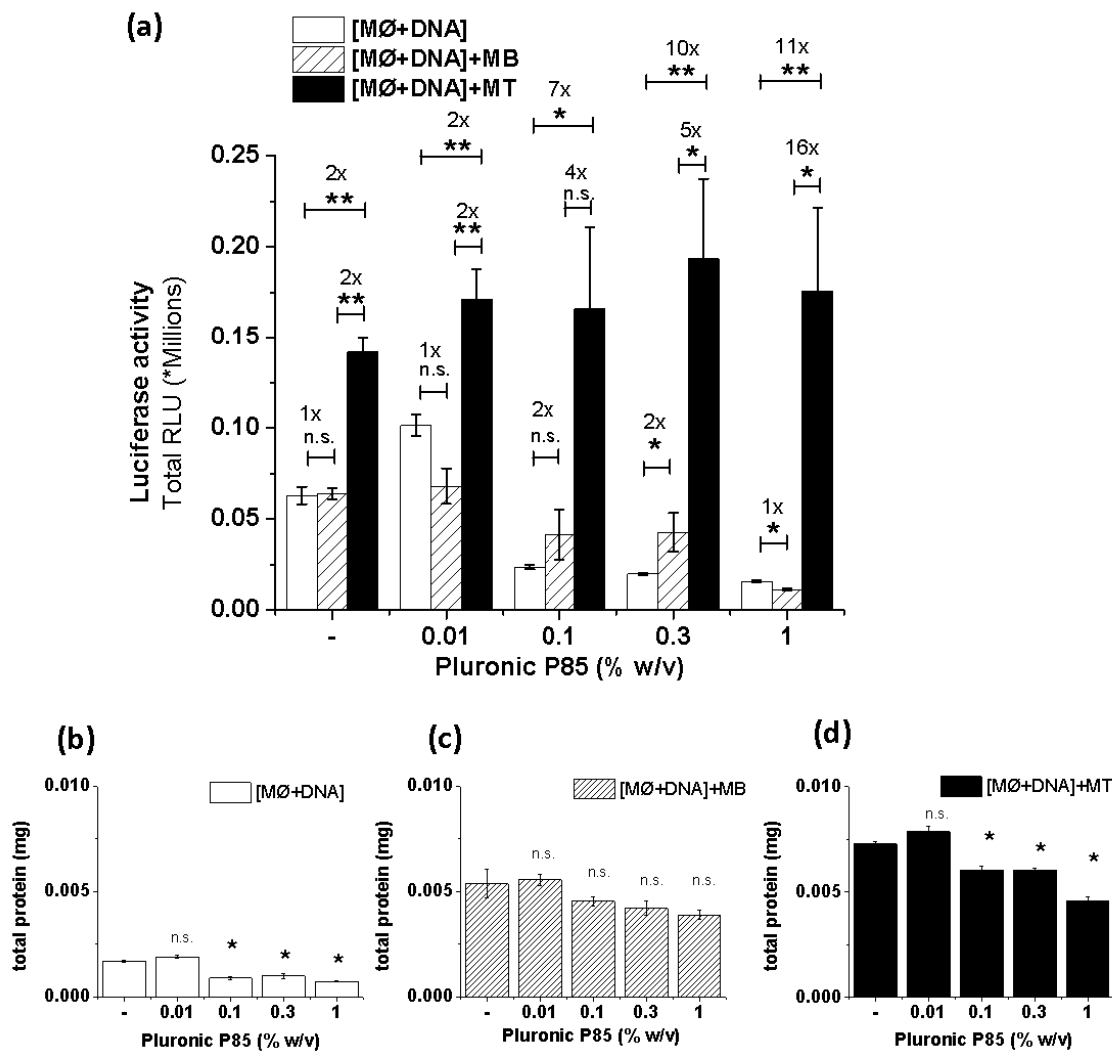 (a)
[MØ+DNA]
[MØ+DNA]+MB
[MØ+DNA]+MT
10x
**
11x
**
7x
*
2x
**
2x
**
5x
*
16x
*
4x
n.s.
2x
**
2x
**
1x
n.s.
1x
n.s.
2x
n.s.
2x
*
1x
*
0.25
0.20
0.15
0.10
0.05
0.00
Luciferase activity
Total RLU (*Millions)
- 0.01 0.1 0.3 1
Pluronic P85 (% w/v)
(b)
[MØ+DNA]
0.010
0.005
0.000
total protein (mg)
n.s.
*
*
*
- 0.01 0.1 0.3 1
Pluronic P85 (% w/v)
(c)
[MØ+DNA]+MB
0.010
0.005
0.000
total protein (mg)
n.s.
n.s.
n.s.
n.s.
- 0.01 0.1 0.3 1
Pluronic P85 (% w/v)
(d)
[MØ+DNA]+MT
0.010
0.005
0.000
total protein (mg)
n.s.
*
*
*
- 0.01 0.1 0.3 1
Pluronic P85 (% w/v)